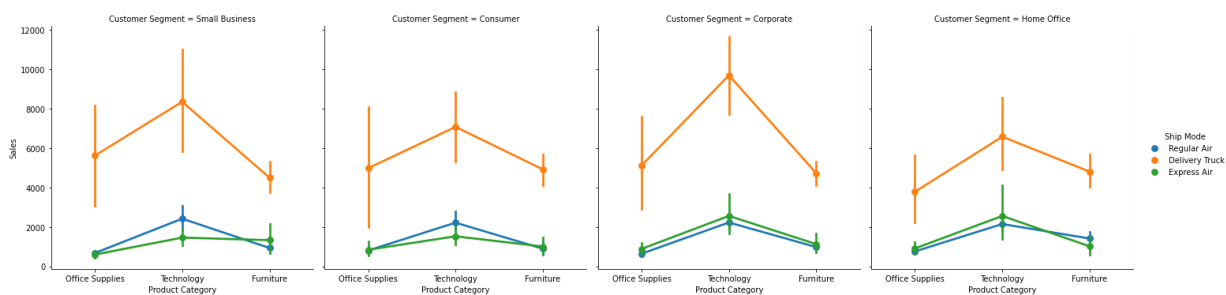 Customer Segment = Small Business
Customer Segment = Consumer
Customer Segment = Corporate
Customer Segment = Home Office
12000
10000
8000
6000
4000
2000
0
Sales
Office Supplies Technology Furniture
Product Category
Office Supplies Technology Furniture
Product Category
Office Supplies Technology Furniture
Product Category
Office Supplies Technology Furniture
Product Category
Ship Mode
Regular Air
Delivery Truck
Express Air